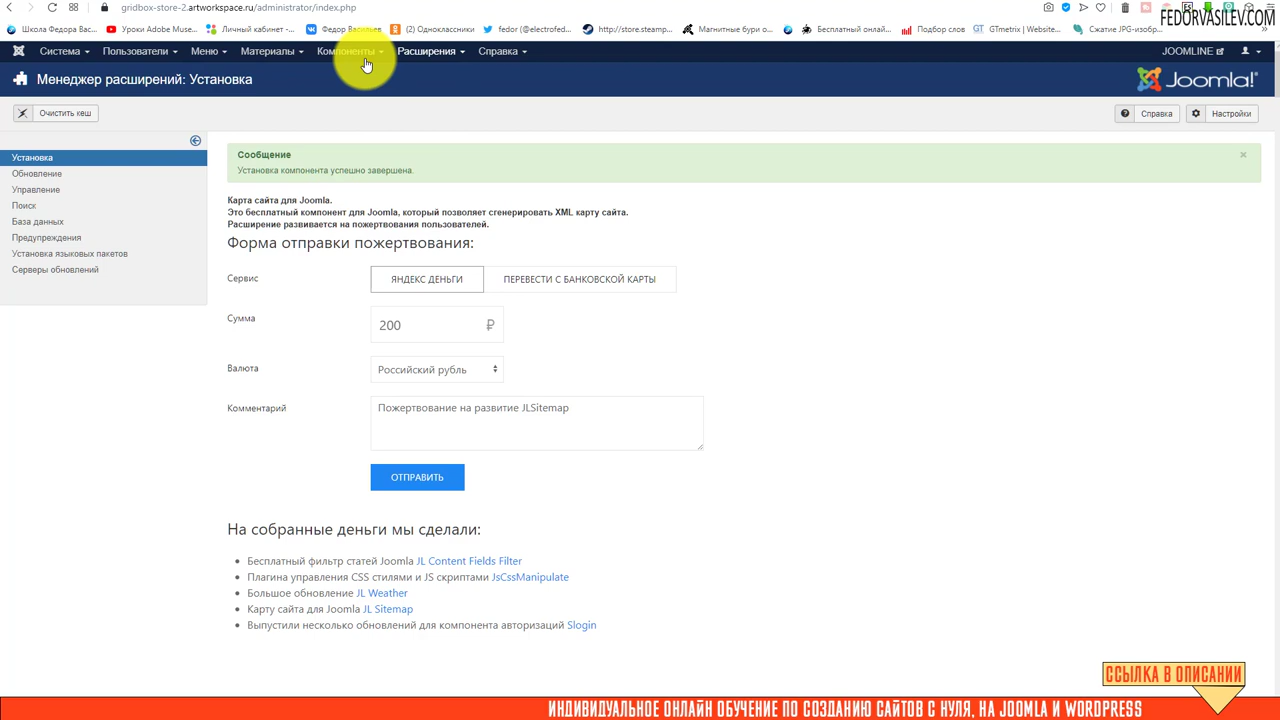 gridbox-store-2.artworkspace.ru/administrator/index.php
FEDORVASILEV.COM
Школа Федора Ва... Уроки Adobe Muse... Личный кабинет -... Федор Васильев (2) Одноклассники fedor (@electrofed... http://store.steamp... Магнитные бури о... Бесплатный онлай... Подбор слов GTmetrix | Website... Сжатие JPG-изобр... »
Система Пользователи Меню Материалы Компоненты Расширения Справка JOOMLINE
Менеджер расширений: Установка Joomla!
Очистить кеш Справка Настройки
Установка
Обновление
Управление
Поиск
База данных
Предупреждения
Установка языковых пакетов
Серверы обновлений
Сообщение
Установка компонента успешно завершена.
Карта сайта для Joomla.
Это бесплатный компонент для Joomla, который позволяет сгенерировать XML карту сайта.
Расширение развивается на пожертвования пользователей.
Форма отправки пожертвования:
Сервис ЯНДЕКС ДЕНЬГИ ПЕРЕВЕСТИ С БАНКОВСКОЙ КАРТЫ
Сумма 200 ₽
Валюта Российский рубль
Комментарий Пожертвование на развитие JLSitemap
ОТПРАВИТЬ
На собранные деньги мы сделали:
Бесплатный фильтр статей Joomla JL Content Fields Filter
Плагина управления CSS стилями и JS скриптами JsCssManipulate
Большое обновление JL Weather
Карту сайта для Joomla JL Sitemap
Выпустили несколько обновлений для компонента авторизаций Slogin
ССЫЛКА В ОПИСАНИИ
ИНДИВИДУАЛЬНОЕ ОНЛАЙН ОБУЧЕНИЕ ПО СОЗДАНИЮ САЙТОВ С НУЛЯ, НА JOOMLA И WORDPRESS